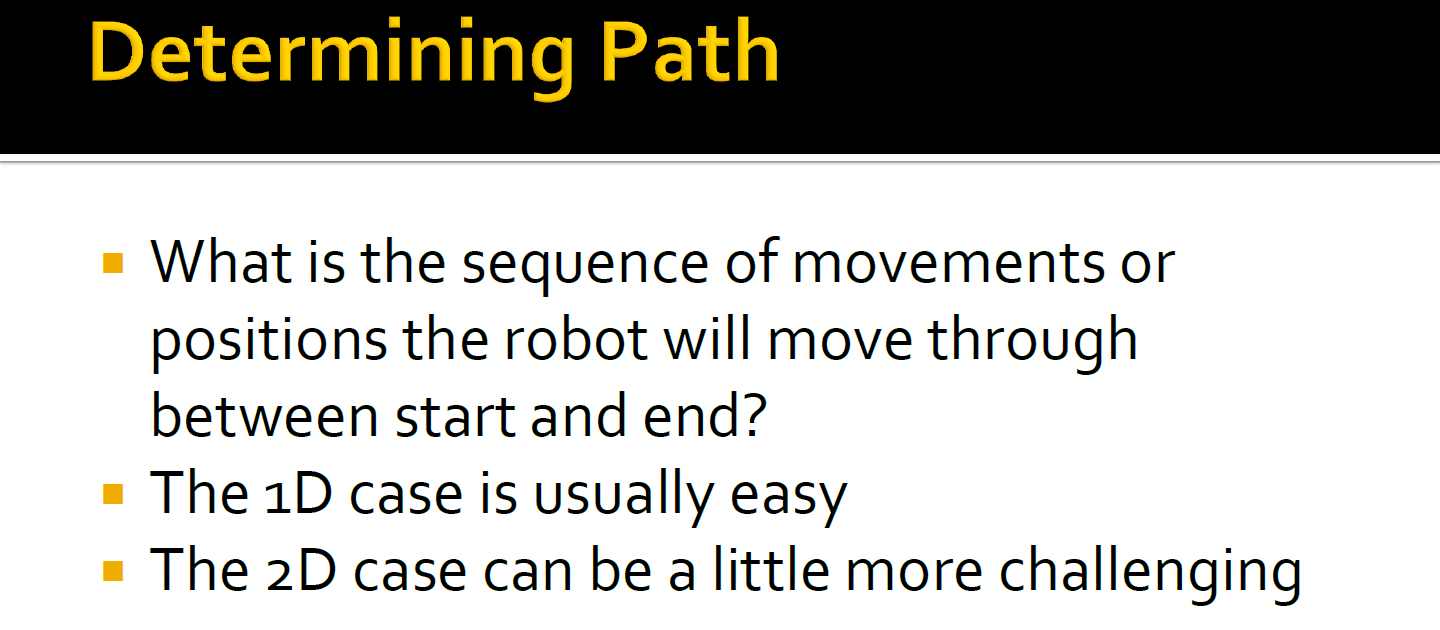 Determining Path
What is the sequence of movements or
positions the robot will move through
between start and end?
The 1D case is usually easy
The 2D case can be a little more challenging